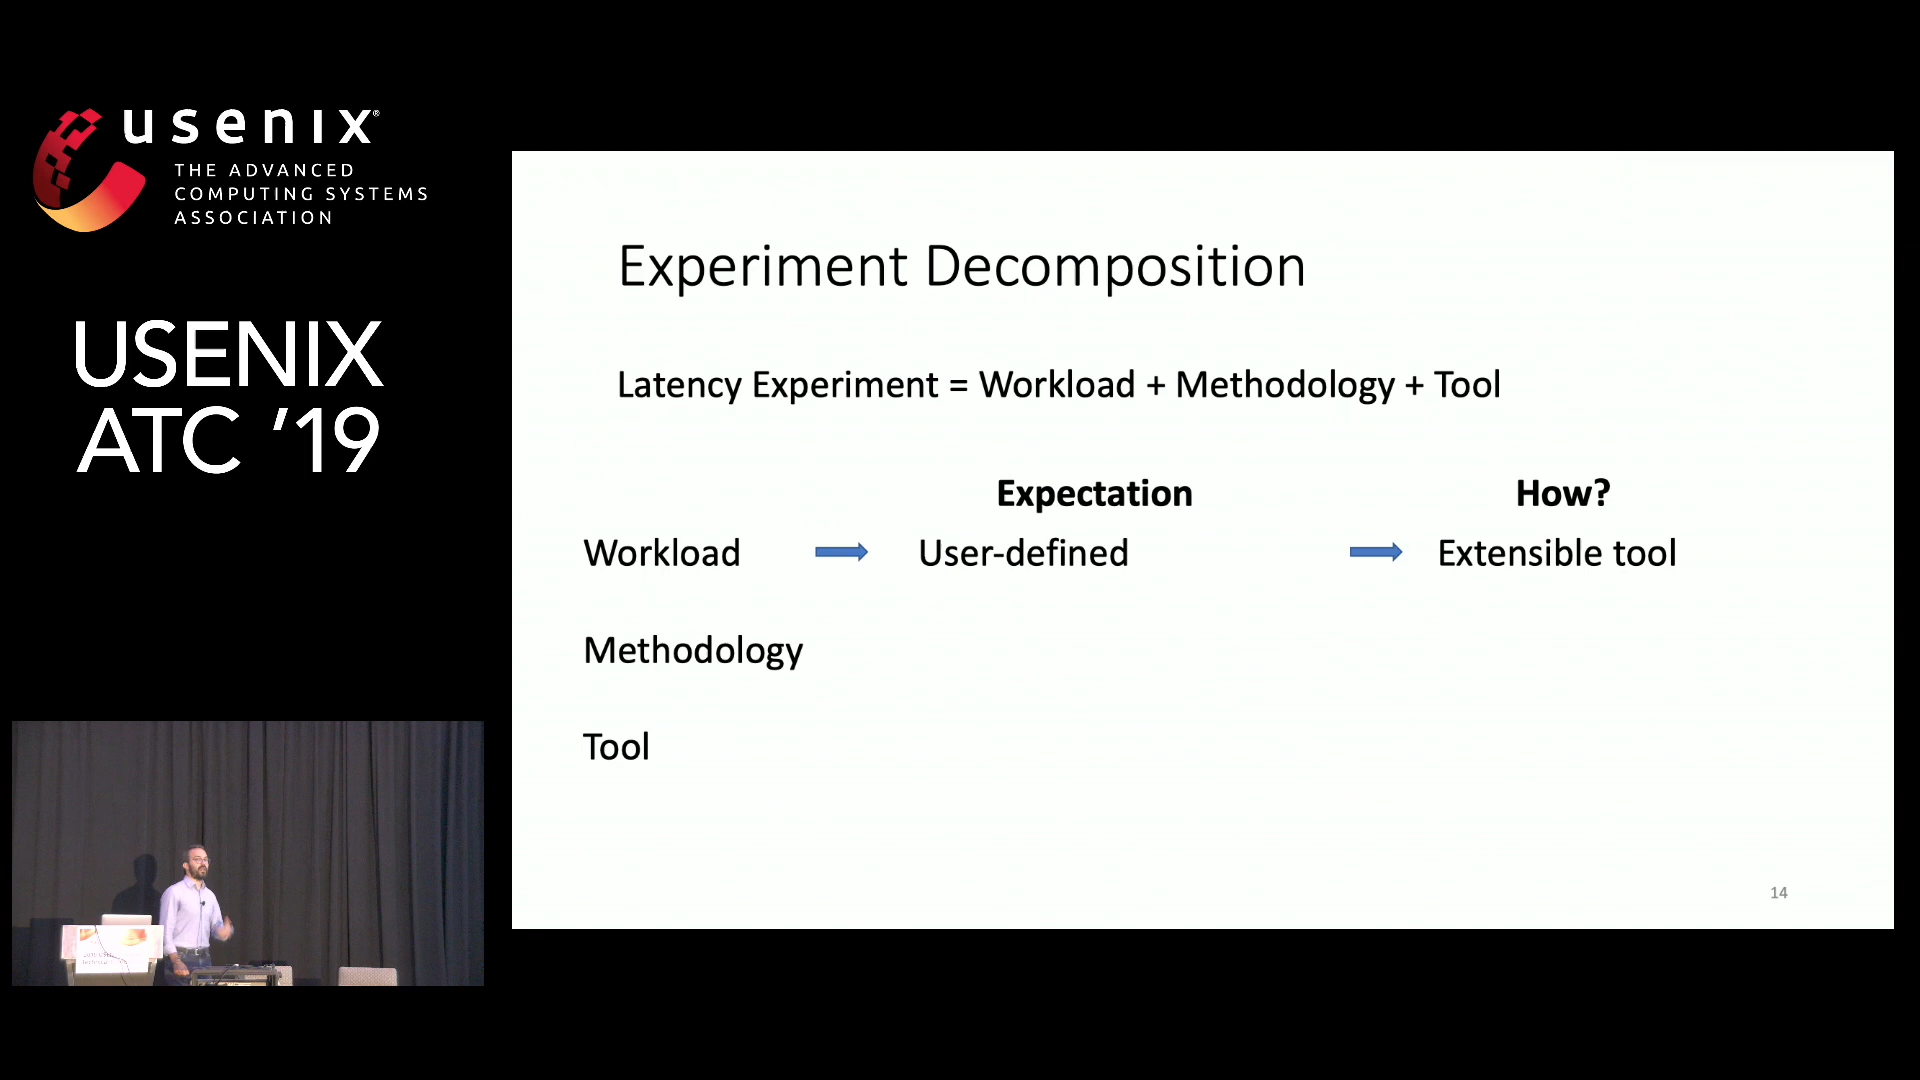 usenix®
THE ADVANCED
COMPUTING SYSTEMS
ASSOCIATION
USENIX
ATC ’19
Experiment Decomposition
Latency Experiment = Workload + Methodology + Tool
Expectation How?
Workload User-defined Extensible tool
Methodology
Tool
14